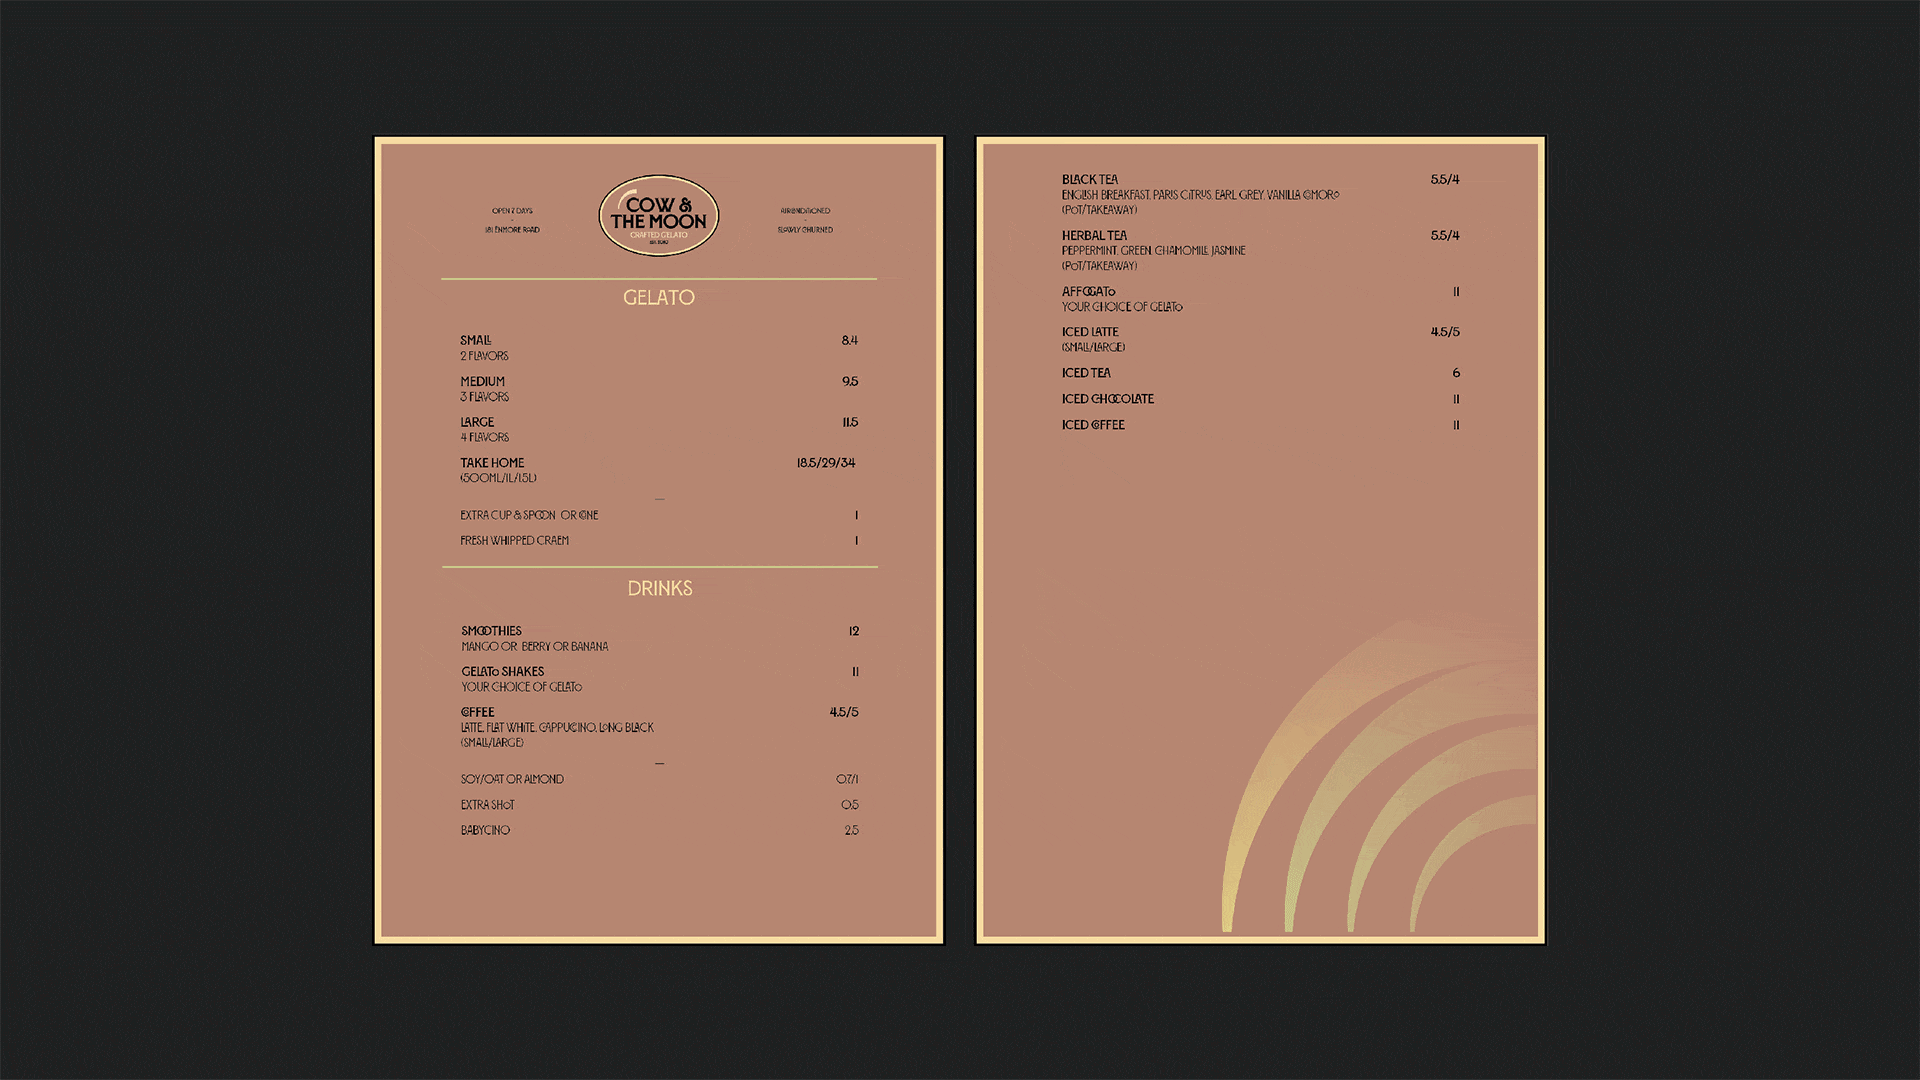 OPEN 7 DAYS
-
181 ENMORE ROAD
COW &
THE MOON
CRAFTED GELATO
AIRCONDITIONED
-
SLOWLY CHURNED
GELATO
SMALL 8.4
2 FLAVORS
MEDIUM 9.5
3 FLAVORS
LARGE 11.5
4 FLAVORS
TAKE HOME 18.5/29/34
(500ML/1L/1.5L)
—
EXTRA CUP & SPOON OR CONE 1
FRESH WHIPPED CRAEM 1
DRINKS
SMOOTHIES 12
MANGO OR BERRY OR BANANA
GELATO SHAKES 11
YOUR CHOICE OF GELATO
COFFEE 4.5/5
LATTE, FLAT WHITE, CAPPUCINO, LONG BLACK
(SMALL/LARGE)
—
SOY/OAT OR ALMOND 0.7/1
EXTRA SHOT 0.5
BABYCINO 2.5
BLACK TEA 5.5/4
ENGLISH BREAKFAST, PARIS CITRUS, EARL GREY, VANILLA COMORO
(POT/TAKEAWAY)
HERBAL TEA 5.5/4
PEPPERMINT, GREEN, CHAMOMILE, JASMINE
(POT/TAKEAWAY)
AFFOGATO 11
YOUR CHOICE OF GELATO
ICED LATTE 4.5/5
(SMALL/LARGE)
ICED TEA 6
ICED CHOCOLATE 11
ICED COFFEE 11